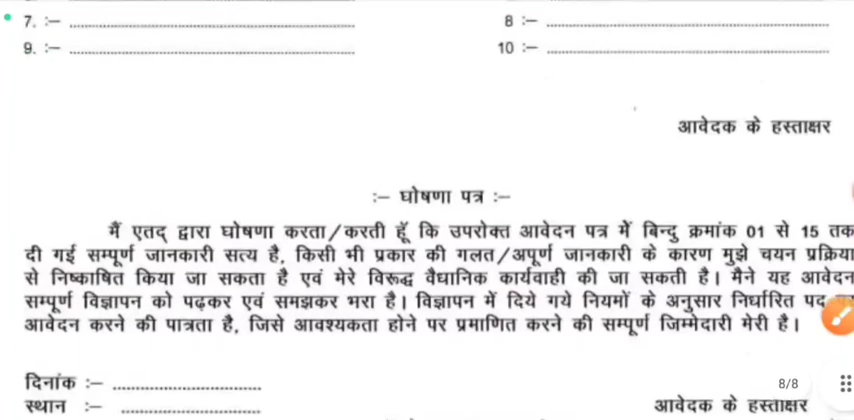 7. :– ........................ 8 :– ........................
9. :– ........................ 10 :– ........................
आवेदक के हस्ताक्षर
:– घोषणा पत्र :–
मैं एतद् द्वारा घोषणा करता/करती हूँ कि उपरोक्त आवेदन पत्र में बिन्दु क्रमांक 01 से 15 तक
दी गई सम्पूर्ण जानकारी सत्य है, किसी भी प्रकार की गलत/अपूर्ण जानकारी के कारण मुझे चयन प्रक्रिया
से निष्काषित किया जा सकता है एवं मेरे विरूद्ध वैधानिक कार्यवाही की जा सकती है। मैने यह आवेदन
सम्पूर्ण विज्ञापन को पढ़कर एवं समझकर भरा है। विज्ञापन में दिये गये नियमों के अनुसार निर्धारित पद
आवेदन करने की पात्रता है, जिसे आवश्यकता होने पर प्रमाणित करने की सम्पूर्ण जिम्मेदारी मेरी है।
दिनांक :– ........................ 8/8
स्थान :– ........................ आवेदक के हस्ताक्षर